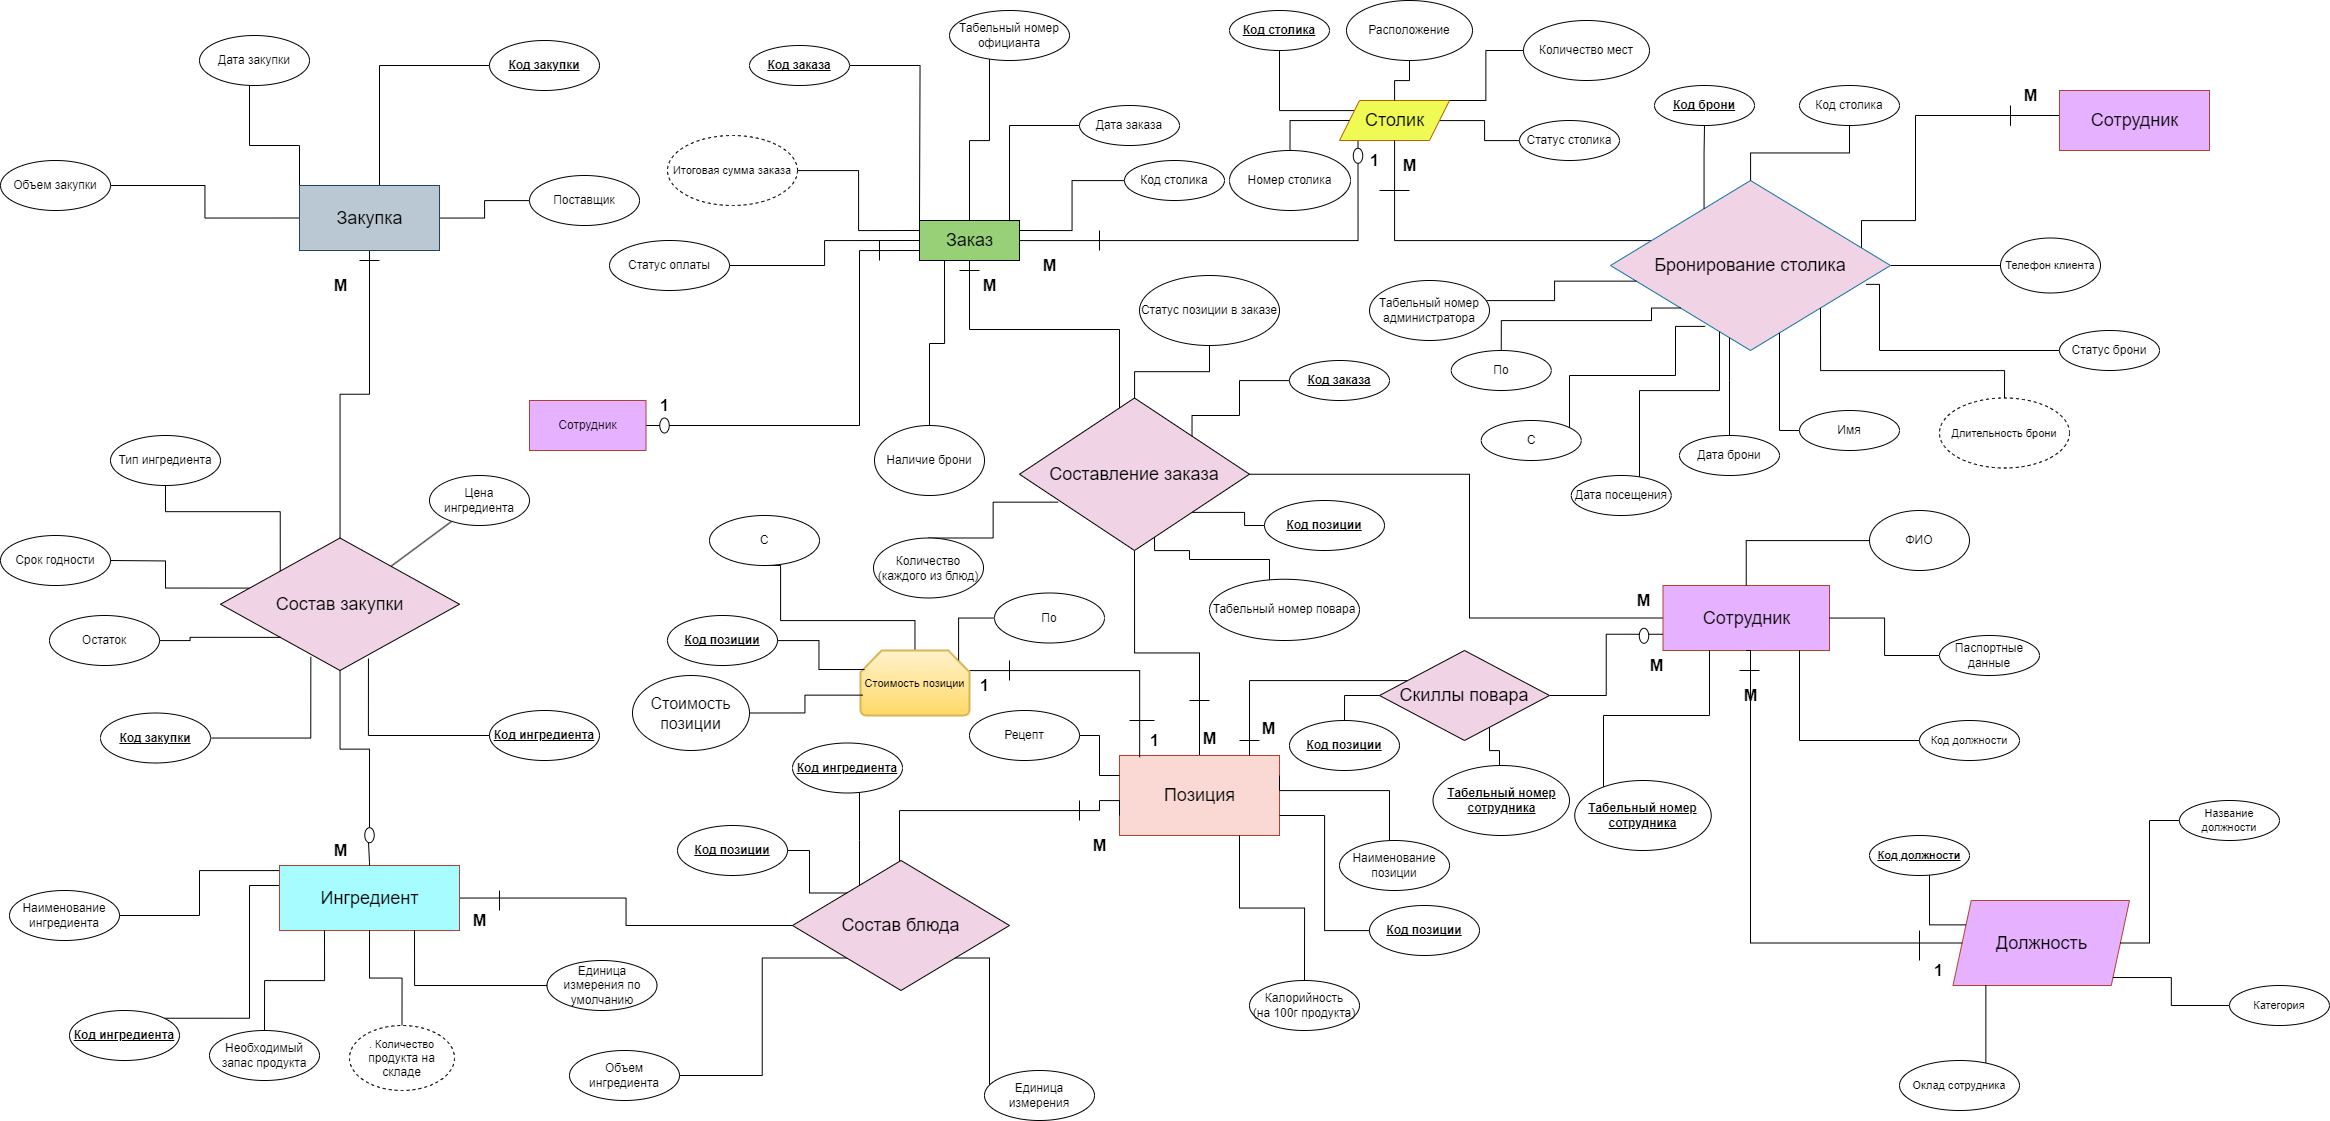 Дата закупки
Код закупки
Объем закупки
Закупка
Поставщик
М
Табельный номер
официанта
Код заказа
Дата заказа
Итоговая сумма заказа
Код столика
Статус оплаты
Заказ
М
М
Сотрудник
1
Наличие брони
Код столика
Расположение
Количество мест
Столик
Статус столика
Номер столика
1
М
Код брони
Код столика
М
Сотрудник
Бронирование столика
Телефон клиента
Табельный номер
администратора
По
С
Дата посещения
Дата брони
Имя
Длительность брони
Статус брони
Статус позиции в заказе
Код заказа
Составление заказа
Код позиции
Количество
(каждого из блюд)
Табельный номер повара
Тип ингредиента
Цена
ингредиента
Срок годности
Состав закупки
Остаток
Код закупки
Код ингредиента
М
С
По
Код позиции
Стоимость позиции
Стоимость
позиции
1
1
М
М
Рецепт
Позиция
М
Наименование
позиции
Код позиции
Калорийность
(на 100г продукта)
Скиллы повара
Код позиции
Табельный номер
сотрудника
ФИО
М
Сотрудник
М
М
Паспортные
данные
Код должности
Табельный номер
сотрудника
Название
должности
Код должности
Должность
1
Категория
Оклад сотрудника
Код ингредиента
Код позиции
Состав блюда
Объем
ингредиента
Единица
измерения
Ингредиент
М
Наименование
ингредиента
Код ингредиента
Необходимый
запас продукта
. Количество
продукта на
складе
Единица
измерения по
умолчанию